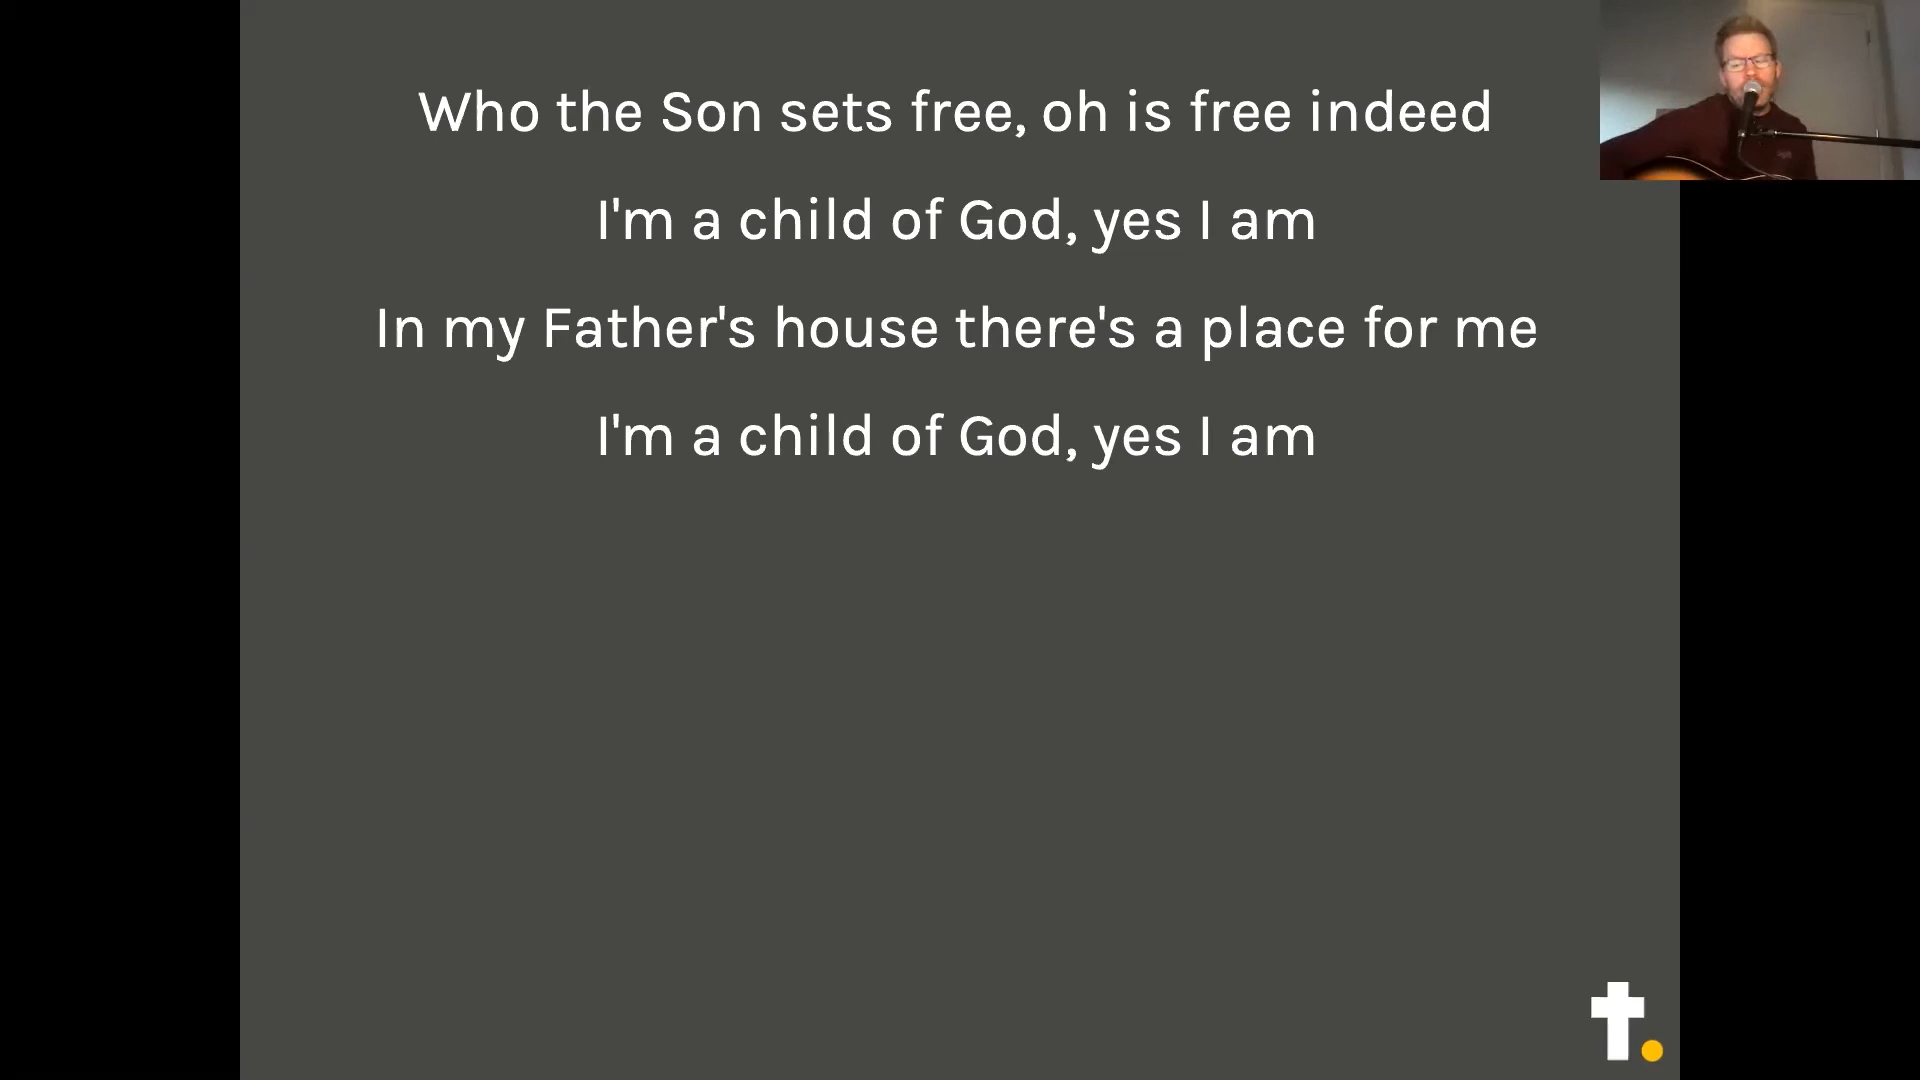 Who the Son sets free, oh is free indeed
I'm a child of God, yes I am
In my Father's house there's a place for me
I'm a child of God, yes I am